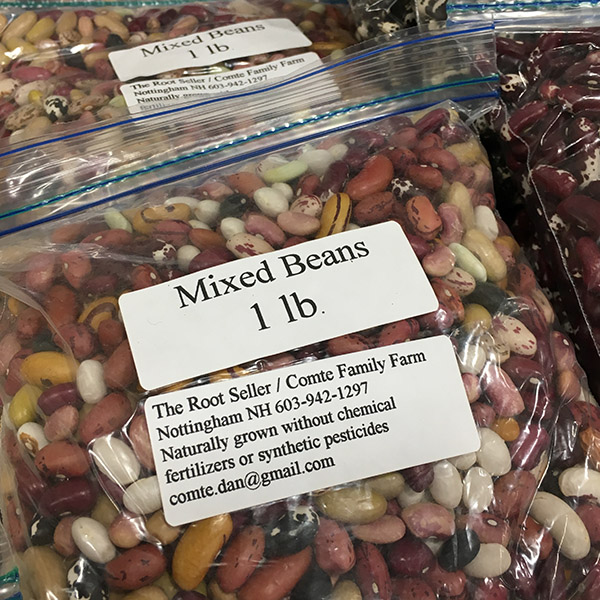 Mixed Beans
1 lb
The Root Seller / Comte Family Farm
Nottingham NH 603-942-1297
Naturally
Mixed Beans
1 lb.
The Root Seller / Comte Family Farm
Nottingham NH 603-942-1297
Naturally grown without chemical
fertilizers or synthetic pesticides
comte.dan@gmail.com